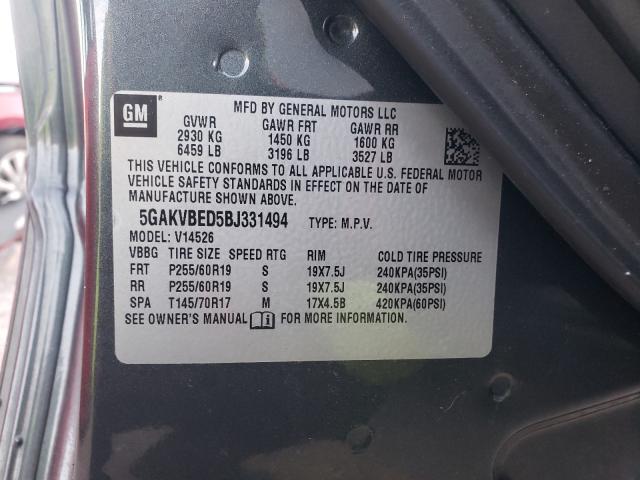 GM ®
MFD BY GENERAL MOTORS LLC
GVWR GAWR FRT GAWR RR
2930 KG 1450 KG 1600 KG
6459 LB 3196 LB 3527 LB
THIS VEHICLE CONFORMS TO ALL APPLICABLE U.S. FEDERAL MOTOR
VEHICLE SAFETY STANDARDS IN EFFECT ON THE DATE OF
MANUFACTURE SHOWN ABOVE.
5GAKVBED5BJ331494 TYPE: M.P.V.
MODEL: V14526
VBBG TIRE SIZE SPEED RTG RIM COLD TIRE PRESSURE
FRT P255/60R19 S 19X7.5J 240KPA(35PSI)
RR P255/60R19 S 19X7.5J 240KPA(35PSI)
SPA T145/70R17 M 17X4.5B 420KPA(60PSI)
SEE OWNER'S MANUAL FOR MORE INFORMATION.